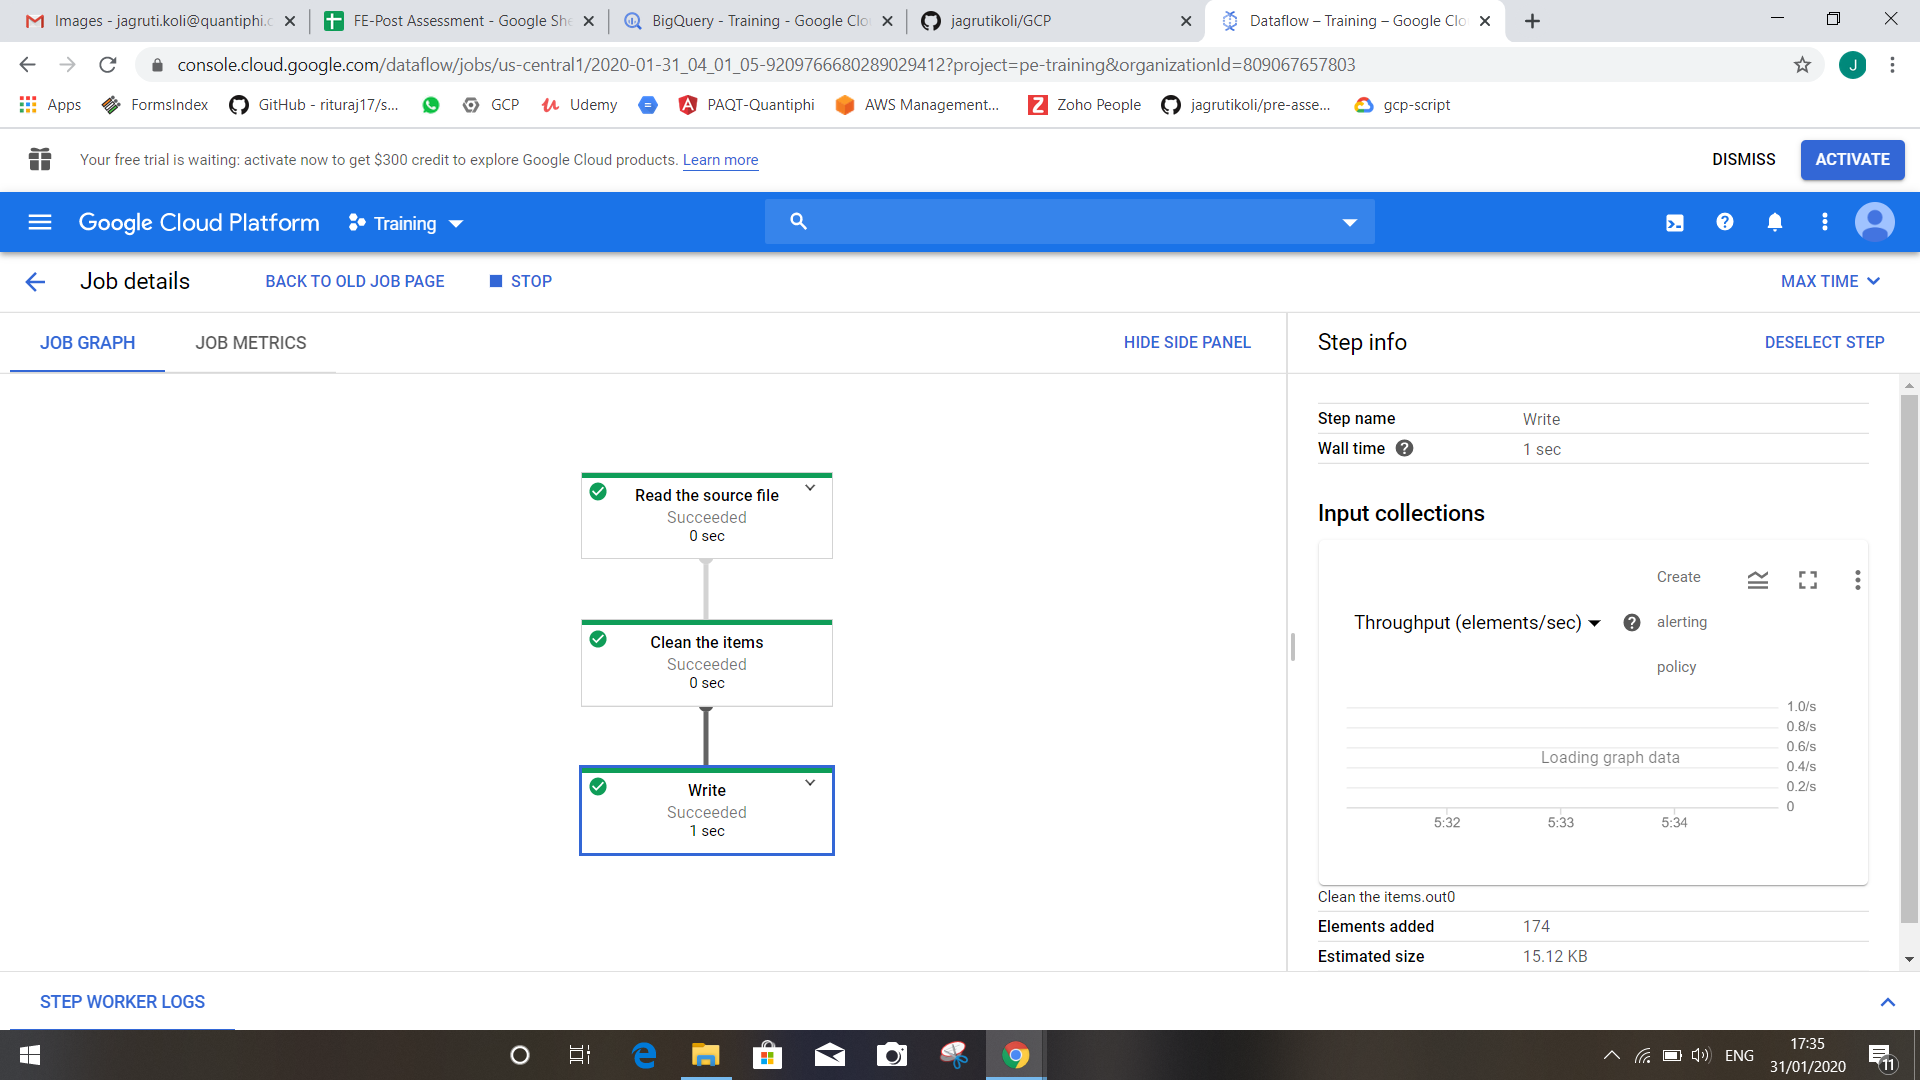 Images - jagruti.koli@quantiphi.c
FE-Post Assessment - Google She
BigQuery - Training - Google Clo
jagrutikoli/GCP
Dataflow – Training – Google Clo
console.cloud.google.com/dataflow/jobs/us-central1/2020-01-31_04_01_05-9209766680289029412?project=pe-training&organizationId=809067657803
J
Apps
FormsIndex
GitHub - rituraj17/s...
GCP
Udemy
PAQT-Quantiphi
AWS Management...
Zoho People
jagrutikoli/pre-asse...
gcp-script
Your free trial is waiting: activate now to get $300 credit to explore Google Cloud products. Learn more
DISMISS
ACTIVATE
Google Cloud Platform
Training
Job details
BACK TO OLD JOB PAGE
STOP
MAX TIME
JOB GRAPH
JOB METRICS
HIDE SIDE PANEL
Step info
DESELECT STEP
Read the source file
Succeeded
0 sec
Clean the items
Succeeded
0 sec
Write
Succeeded
1 sec
Step name Write
Wall time 1 sec
Input collections
Create
alerting
policy
Throughput (elements/sec)
1.0/s
0.8/s
0.6/s
0.4/s
0.2/s
0
Loading graph data
5:32 5:33 5:34
Clean the items.out0
Elements added 174
Estimated size 15.12 KB
STEP WORKER LOGS
ENG
17:35
31/01/2020
11